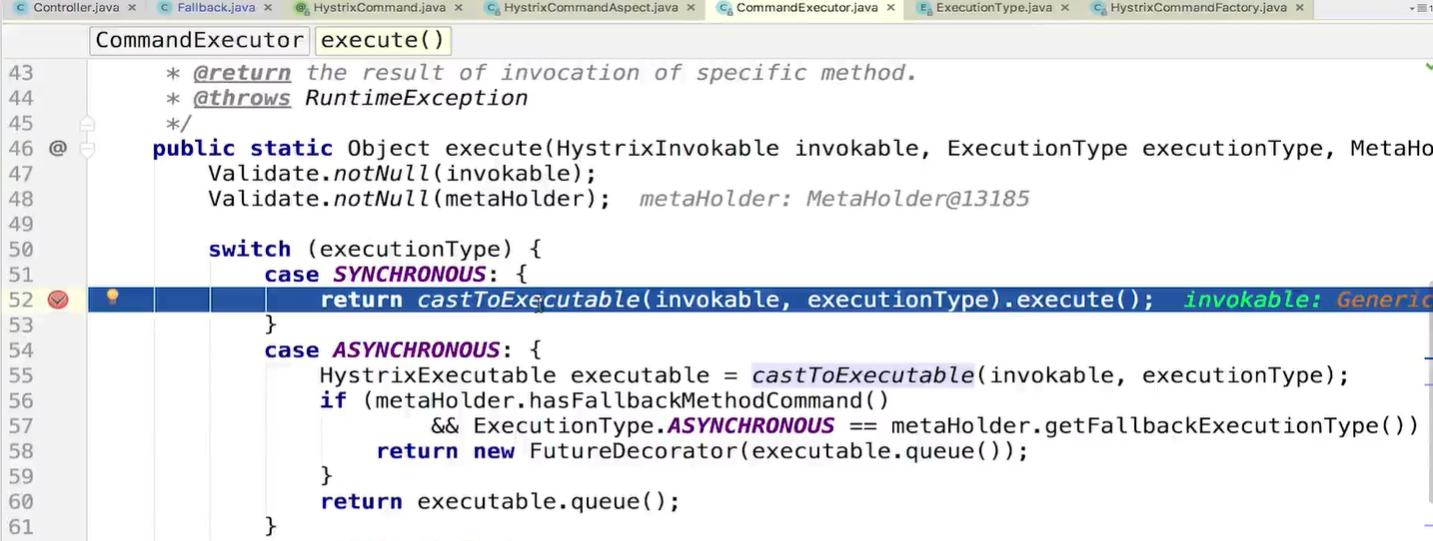 Controller.java Fallback.java HystrixCommand.java HystrixCommandAspect.java CommandExecutor.java ExecutionType.java HystrixCommandFactory.java
CommandExecutor execute()
43 * @return the result of invocation of specific method.
44 * @throws RuntimeException
45 */
46 @ public static Object execute(HystrixInvokable invokable, ExecutionType executionType, MetaHo
47 Validate.notNull(invokable);
48 Validate.notNull(metaHolder); metaHolder: MetaHolder@13185
49
50 switch (executionType) {
51 case SYNCHRONOUS: {
52 return castToExecutable(invokable, executionType).execute(); invokable: Generic
53 }
54 case ASYNCHRONOUS: {
55 HystrixExecutable executable = castToExecutable(invokable, executionType);
56 if (metaHolder.hasFallbackMethodCommand()
57 && ExecutionType.ASYNCHRONOUS == metaHolder.getFallbackExecutionType())
58 return new FutureDecorator(executable.queue());
59 }
60 return executable.queue();
61 }